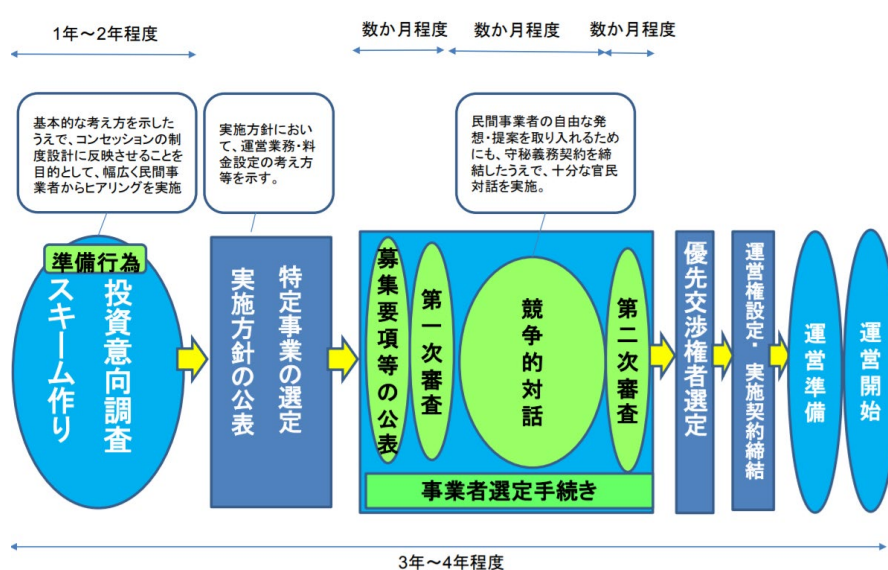 1年～2年程度
数か月程度
数か月程度
数か月程度
基本的な考え方を示した
うえで、コンセッションの制
度設計に反映させることを
目的として、幅広く民間事
業者からヒアリングを実施
実施方針におい
て、運営業務・料
金設定の考え方
等を示す。
民間事業者の自由な発
想・提案を取り入れるため
にも、守秘義務契約を締
結したうえで、十分な官民
対話を実施。
準備行為
投資意向調査
スキーム作り
特定事業の選定
実施方針の公表
募集要項等の公表
第一次審査
競争的対話
第二次審査
事業者選定手続き
優先交渉権者選定
運営権設定・実施契約締結
運営準備
運営開始
3年～4年程度